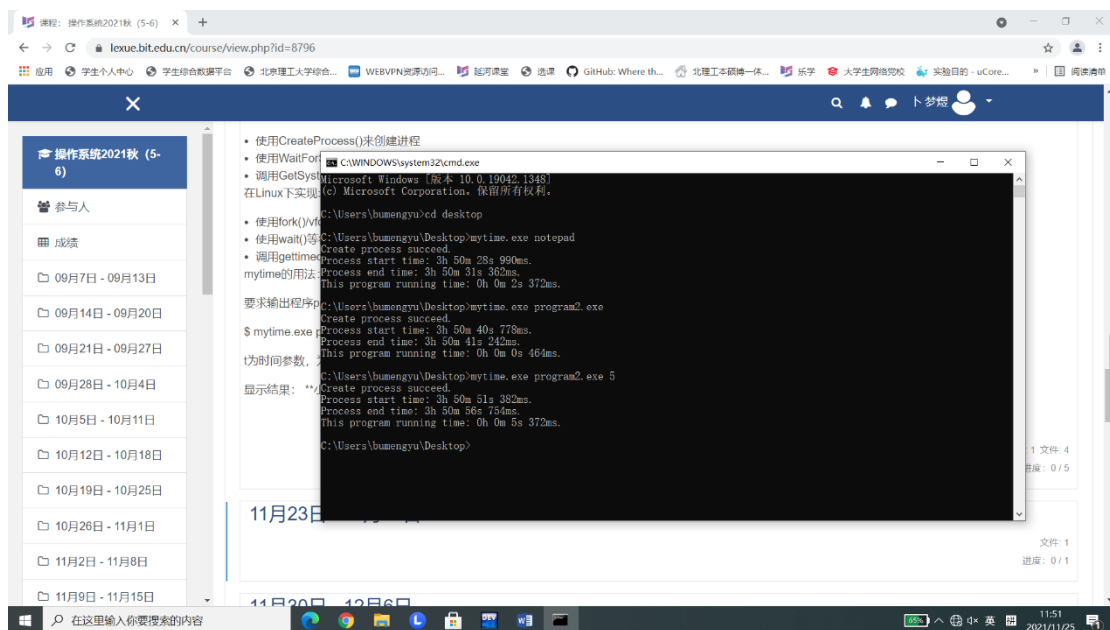 课程: 操作系统2021秋 (5-6)
lexue.bit.edu.cn/course/view.php?id=8796
应用 学生个人中心 学生综合数据平台 北京理工大学综合... WEBVPN资源访问... 延河课堂 选课 GitHub: Where th... 北理工本硕博一体... 乐学 大学生网络党校 实验目的 - uCore... » 阅读清单
卜梦煜
操作系统2021秋 (5-6)
参与人
成绩
09月7日 - 09月13日
09月14日 - 09月20日
09月21日 - 09月27日
09月28日 - 10月4日
10月5日 - 10月11日
10月12日 - 10月18日
10月19日 - 10月25日
10月26日 - 11月1日
11月2日 - 11月8日
11月9日 - 11月15日
• 使用CreateProcess()来创建进程
• 使用WaitFor
• 调用GetSyst
在Linux下实现:
• 使用fork()/vf
• 使用wait()等
• 调用gettimeo
mytime的用法:
要求输出程序p
$ mytime.exe p
t为时间参数,
显示结果: **小
C:\WINDOWS\system32\cmd.exe
Microsoft Windows [版本 10.0.19042.1348]
(c) Microsoft Corporation。保留所有权利。
C:\Users\bumengyu>cd desktop
C:\Users\bumengyu\Desktop>mytime.exe notepad
Create process succeed.
Process start time: 3h 50m 28s 990ms.
Process end time: 3h 50m 31s 362ms.
This program running time: 0h 0m 2s 372ms.
C:\Users\bumengyu\Desktop>mytime.exe program2.exe
Create process succeed.
Process start time: 3h 50m 40s 778ms.
Process end time: 3h 50m 41s 242ms.
This program running time: 0h 0m 0s 464ms.
C:\Users\bumengyu\Desktop>mytime.exe program2.exe 5
Create process succeed.
Process start time: 3h 50m 51s 382ms.
Process end time: 3h 50m 56s 754ms.
This program running time: 0h 0m 5s 372ms.
C:\Users\bumengyu\Desktop>
1 文件: 4
进度: 0 / 5
11月23日
文件: 1
进度: 0 / 1
11月30日 - 12月6日
在这里输入你要搜索的内容
65%
英
11:51
2021/11/25